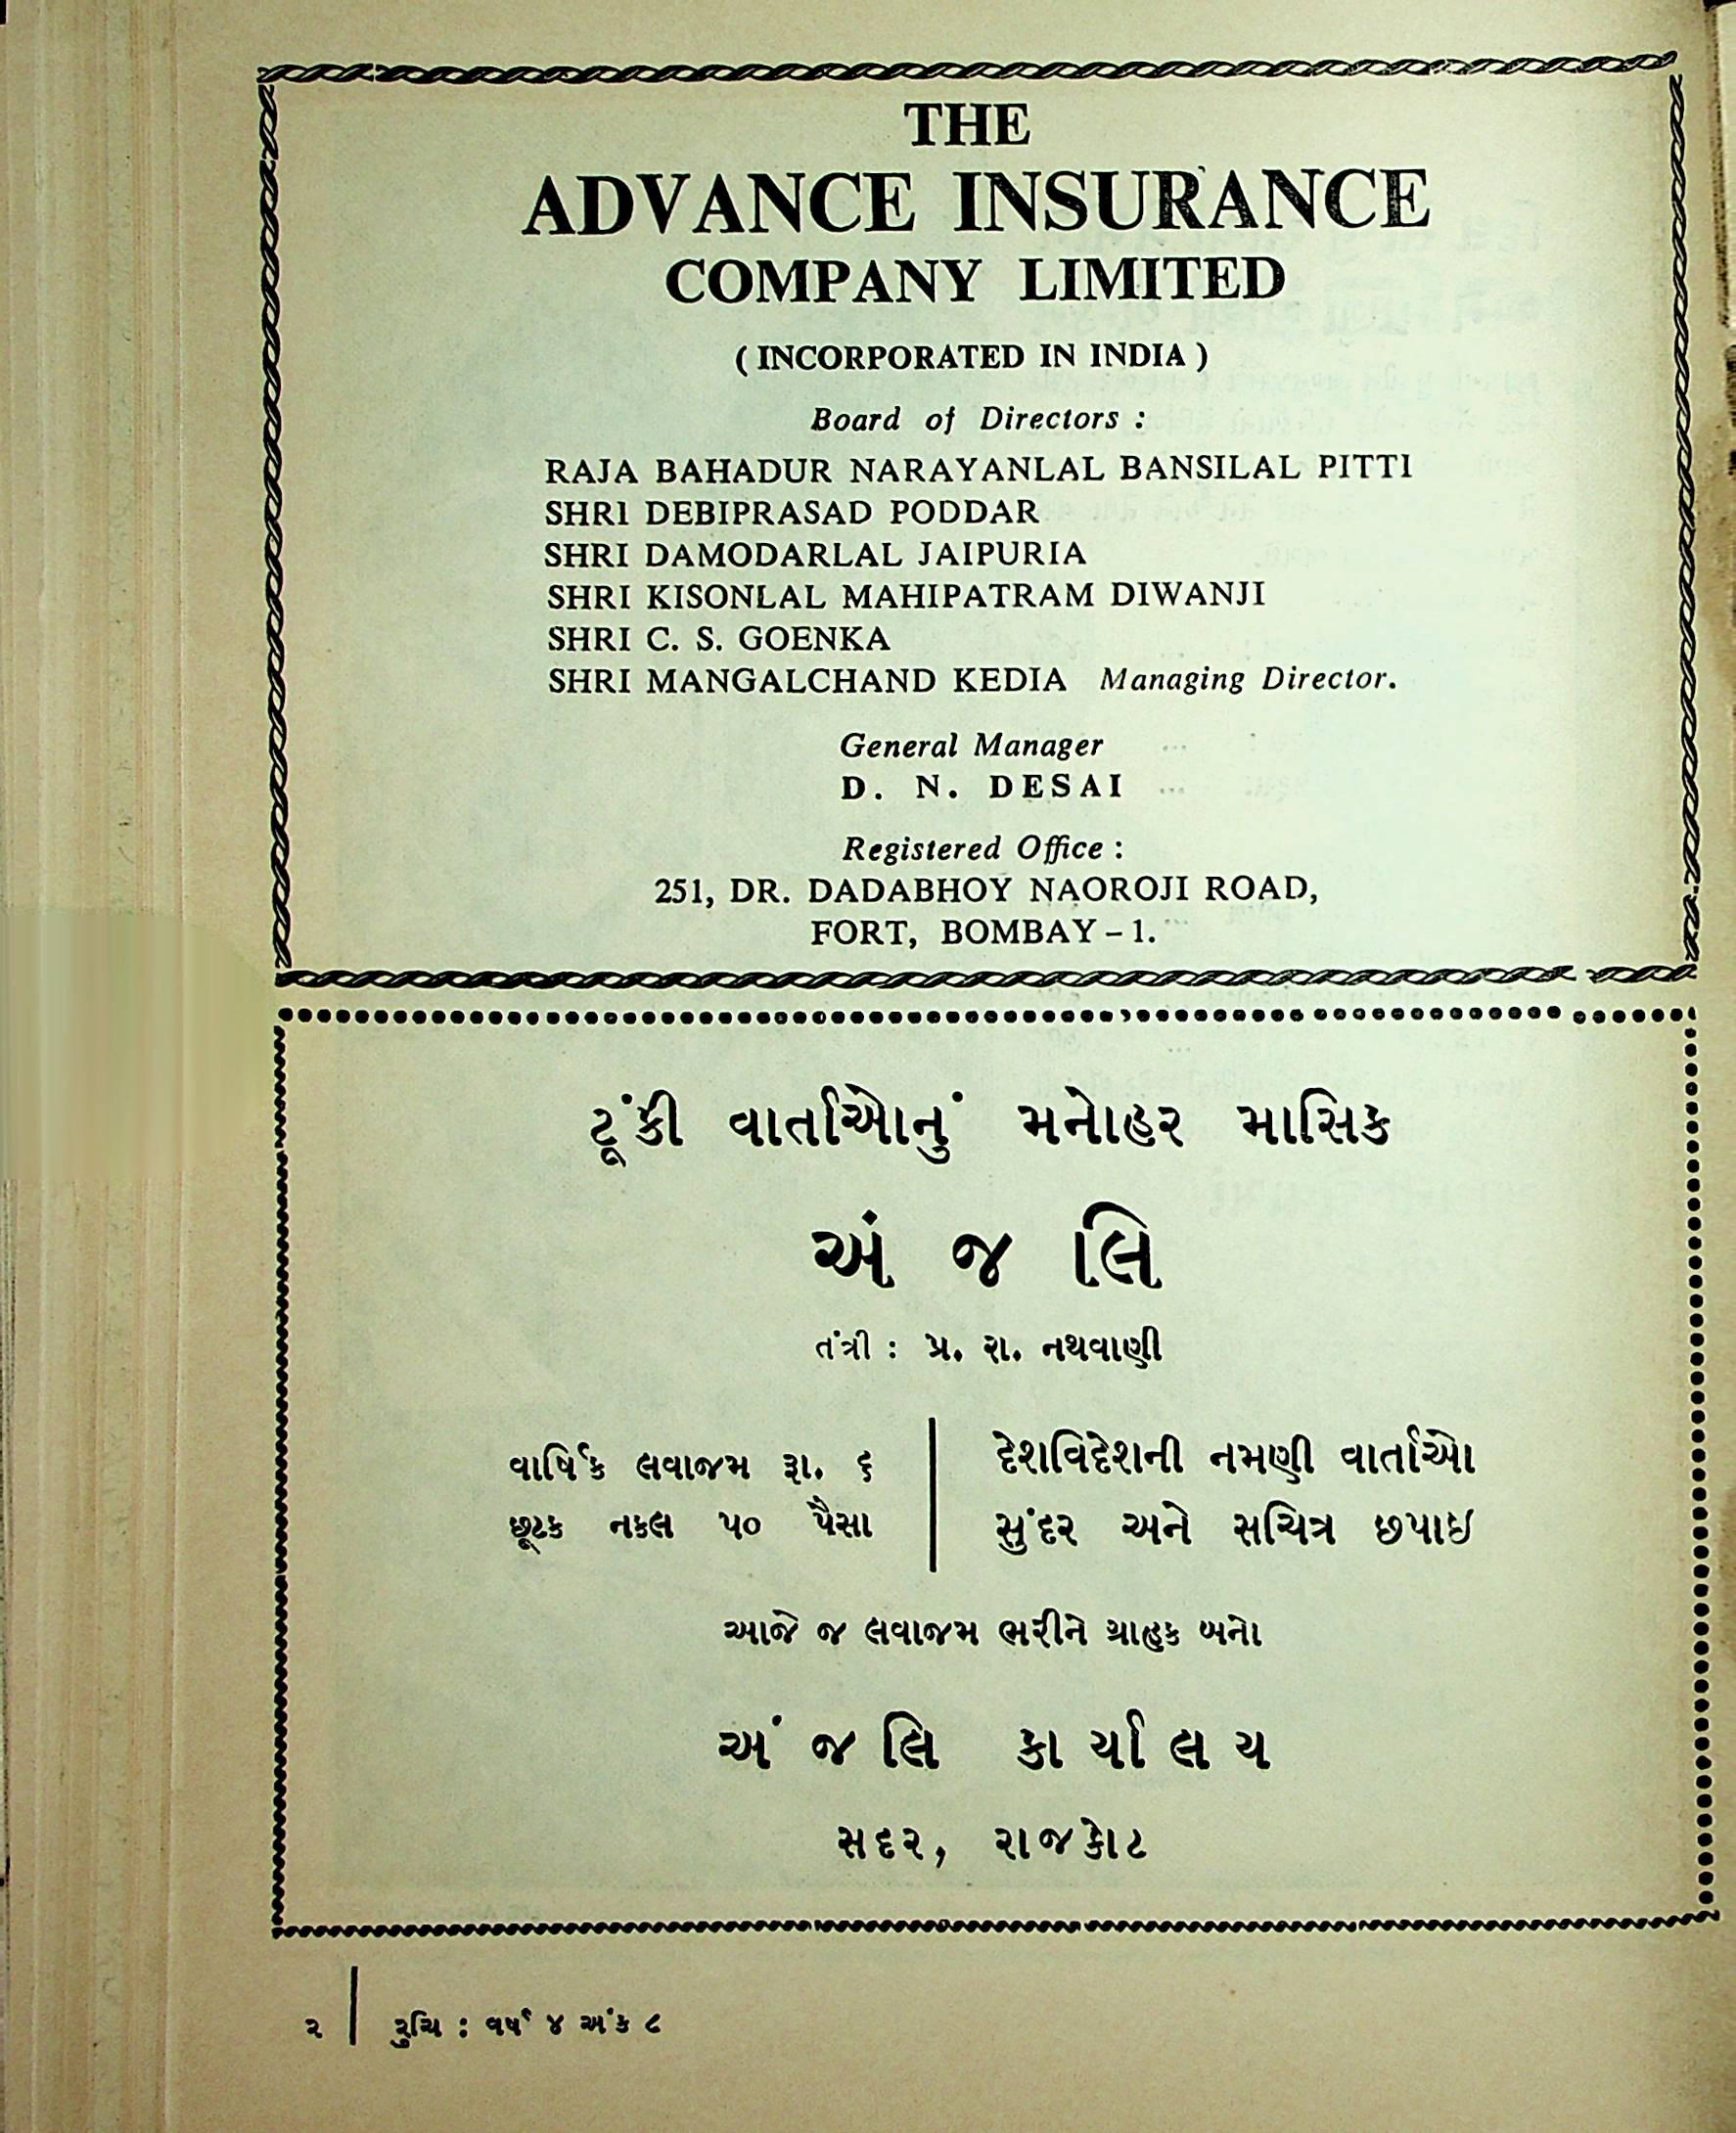 THE
ADVANCE INSURANCE
COMPANY LIMITED
( INCORPORATED IN INDIA )
Board of Directors :
RAJA BAHADUR NARAYANLAL BANSILAL PITTI
SHRI DEBIPRASAD PODDAR
SHRI DAMODARLAL JAIPURIA
SHRI KISONLAL MAHIPATRAM DIWANJI
SHRI C. S. GOENKA
SHRI MANGALCHAND KEDIA Managing Director.
General Manager
D. N. DESAI
Registered Office :
251, DR. DADABHOY NAOROJI ROAD,
FORT, BOMBAY – 1.
ટૂંકી વાર્તાઓનું મનોહર માસિક
અંજલિ
તંત્રી : પ્ર. રા. નથવાણી
વાર્ષિક લવાજમ રૂા. ૬
છૂટક નકલ ૫૦ પૈસા
દેશવિદેશની નમણી વાર્તાઓ
સુંદર અને સચિત્ર છપાઇ
આજે જ લવાજમ ભરીને ગ્રાહક બનો
અંજલિ કાર્યાલય
સદર, રાજકોટ
૨ | રુચિ : વર્ષ ૪ અંક ૮